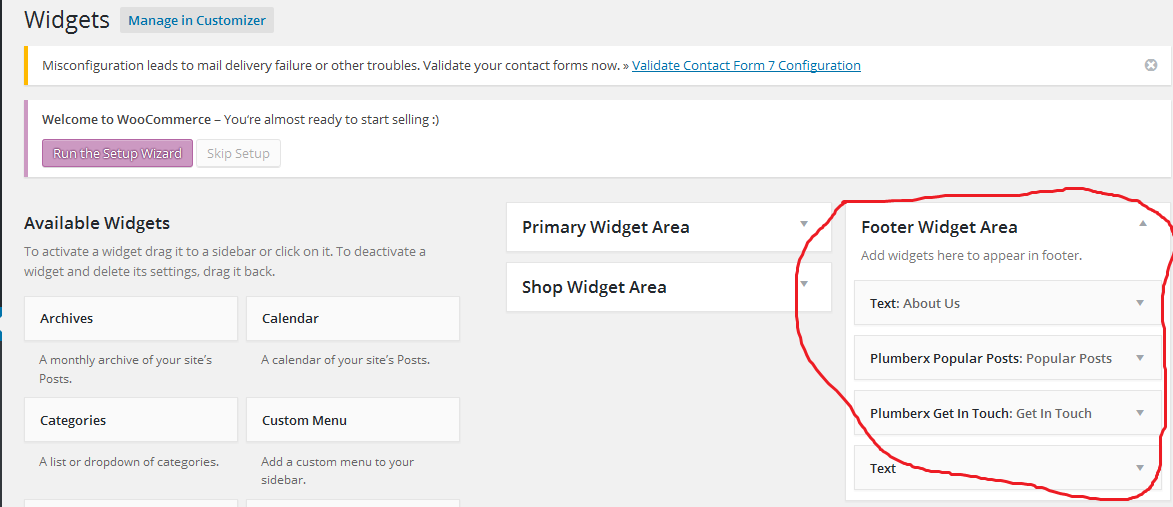 Widgets Manage in Customizer
Misconfiguration leads to mail delivery failure or other troubles. Validate your contact forms now. » Validate Contact Form 7 Configuration
Welcome to WooCommerce – You‘re almost ready to start selling :)
Run the Setup Wizard Skip Setup
Available Widgets
To activate a widget drag it to a sidebar or click on it. To deactivate a
widget and delete its settings, drag it back.
Archives
A monthly archive of your site’s
Posts.
Calendar
A calendar of your site’s Posts.
Categories
A list or dropdown of categories.
Custom Menu
Add a custom menu to your
sidebar.
Primary Widget Area
Shop Widget Area
Footer Widget Area
Add widgets here to appear in footer.
Text: About Us
Plumberx Popular Posts: Popular Posts
Plumberx Get In Touch: Get In Touch
Text